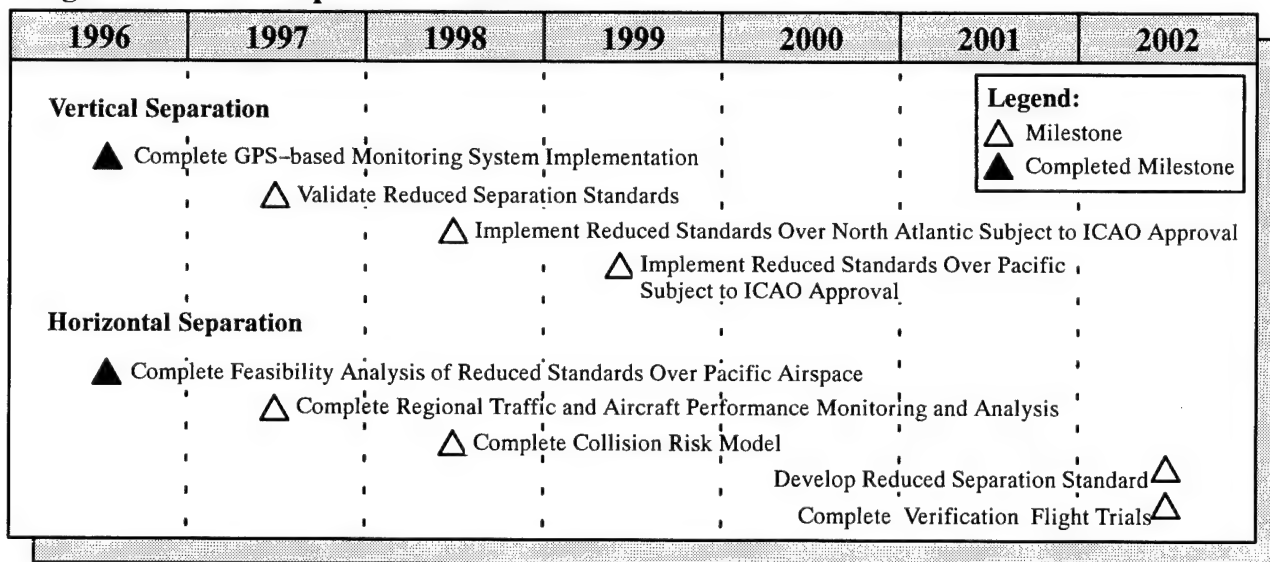 1996 1997 1998 1999 2000 2001 2002
Legend:
Milestone
Completed Milestone
Vertical Separation
Complete GPS–based Monitoring System Implementation
Validate Reduced Separation Standards
Implement Reduced Standards Over North Atlantic Subject to ICAO Approval
Implement Reduced Standards Over Pacific
Subject to ICAO Approval
Horizontal Separation
Complete Feasibility Analysis of Reduced Standards Over Pacific Airspace
Complete Regional Traffic and Aircraft Performance Monitoring and Analysis
Complete Collision Risk Model
Develop Reduced Separation Standard
Complete Verification Flight Trials